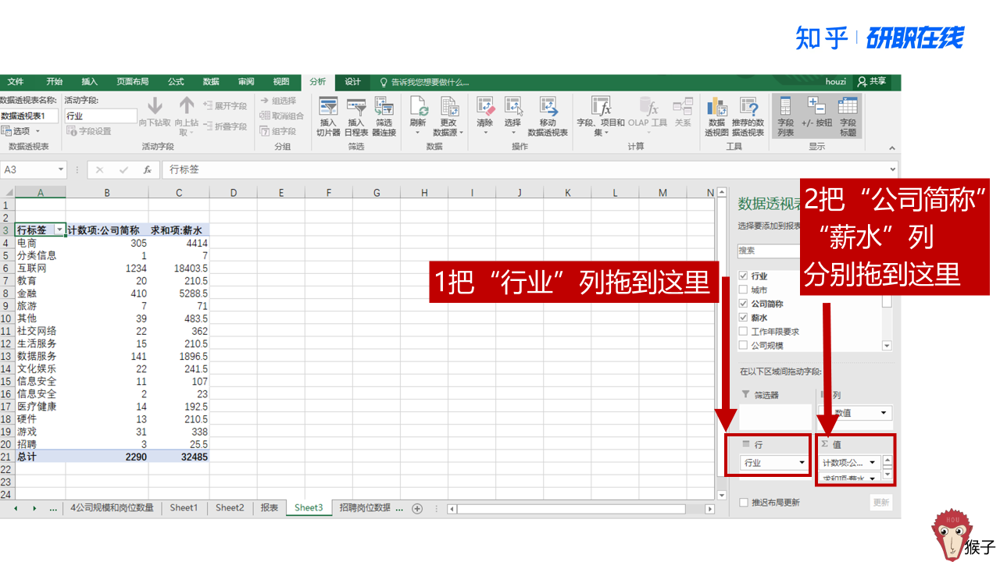 知乎 | 研职在线
文件 开始 插入 页面布局 公式 数据 审阅 视图 分析 设计 告诉我您想要做什么... houzi 共享
数据透视表名称: 活动字段:
数据透视表1 行业
选项 字段设置
向下钻取 向上钻取
展开字段
折叠字段
组选择
取消组合
组字段
插入切片器 插入日程表 筛选器连接
刷新 更改数据源
清除 选择 移动数据透视表
字段、项目和集 OLAP 工具 关系
数据透视图 推荐的数据透视表
字段列表 +/- 按钮 字段标题
数据透视表 活动字段 分组 筛选 数据 操作 计算 工具 显示
A3 fx 行标签
A B C D E F G H I J K L M N
1
2
3 行标签 计数项:公司简称 求和项:薪水
4 电商 305 4414
5 分类信息 1 7
6 互联网 1234 18403.5
7 教育 20 210.5
8 金融 410 5288.5
9 旅游 7 71
10 其他 39 483.5
11 社交网络 22 362
12 生活服务 15 210.5
13 数据服务 141 1896.5
14 文化娱乐 22 241.5
15 信息安全 11 107
16 信息安全 2 23
17 医疗健康 14 192.5
18 硬件 13 210.5
19 游戏 31 338
20 招聘 3 25.5
21 总计 2290 32485
22
23
24
1把“行业”列拖到这里
2把“公司简称”
“薪水”列
分别拖到这里
数据透视表
选择要添加到报表
搜索
行业
城市
公司简称
薪水
工作年限要求
公司规模
在以下区域间拖动字段:
筛选器 列
数值
行 Σ 值
行业 计数项:公...
求和项:薪水
推迟布局更新 更新
... 4公司规模和岗位数量 Sheet1 Sheet2 报表 Sheet3 招聘岗位数据 ...
HOU
猴子